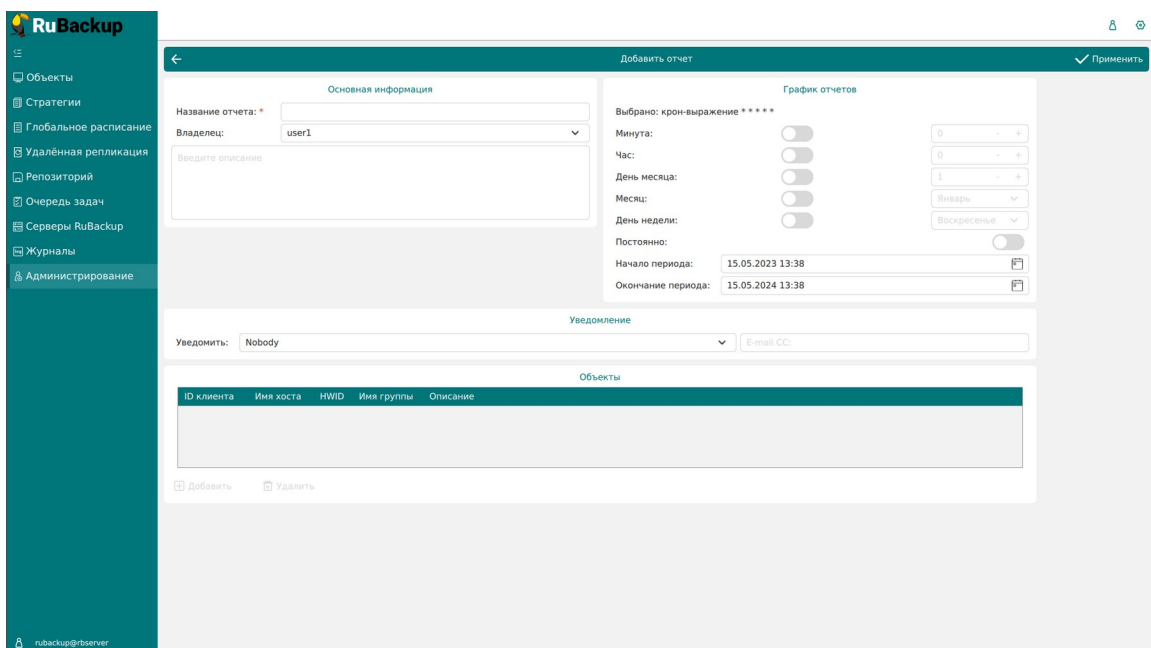 RuBackup
Объекты
Стратегии
Глобальное расписание
Удалённая репликация
Репозиторий
Очередь задач
Серверы RuBackup
Журналы
Администрирование
rubackup@rbserver
Добавить отчет
Применить
Основная информация
Название отчета: *
Владелец: user1
Введите описание
График отчетов
Выбрано: крон-выражение * * * * *
Минута: 0 - +
Час: 0 - +
День месяца: 1 - +
Месяц: Январь
День недели: Воскресенье
Постоянно:
Начало периода: 15.05.2023 13:38
Окончание периода: 15.05.2024 13:38
Уведомление
Уведомить: Nobody E-mail CC:
Объекты
ID клиента Имя хоста HWID Имя группы Описание
Добавить Удалить